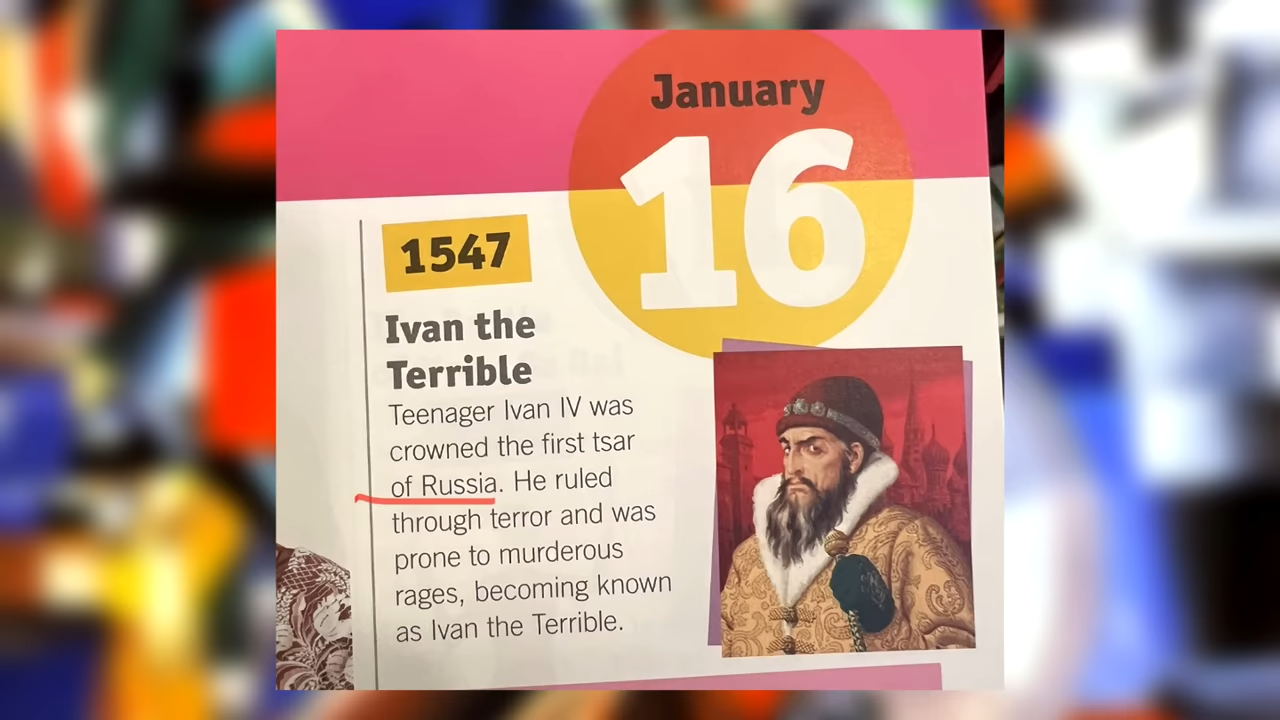 January
16
1547
Ivan the
Terrible
Teenager Ivan IV was
crowned the first tsar
of Russia. He ruled
through terror and was
prone to murderous
rages, becoming known
as Ivan the Terrible.